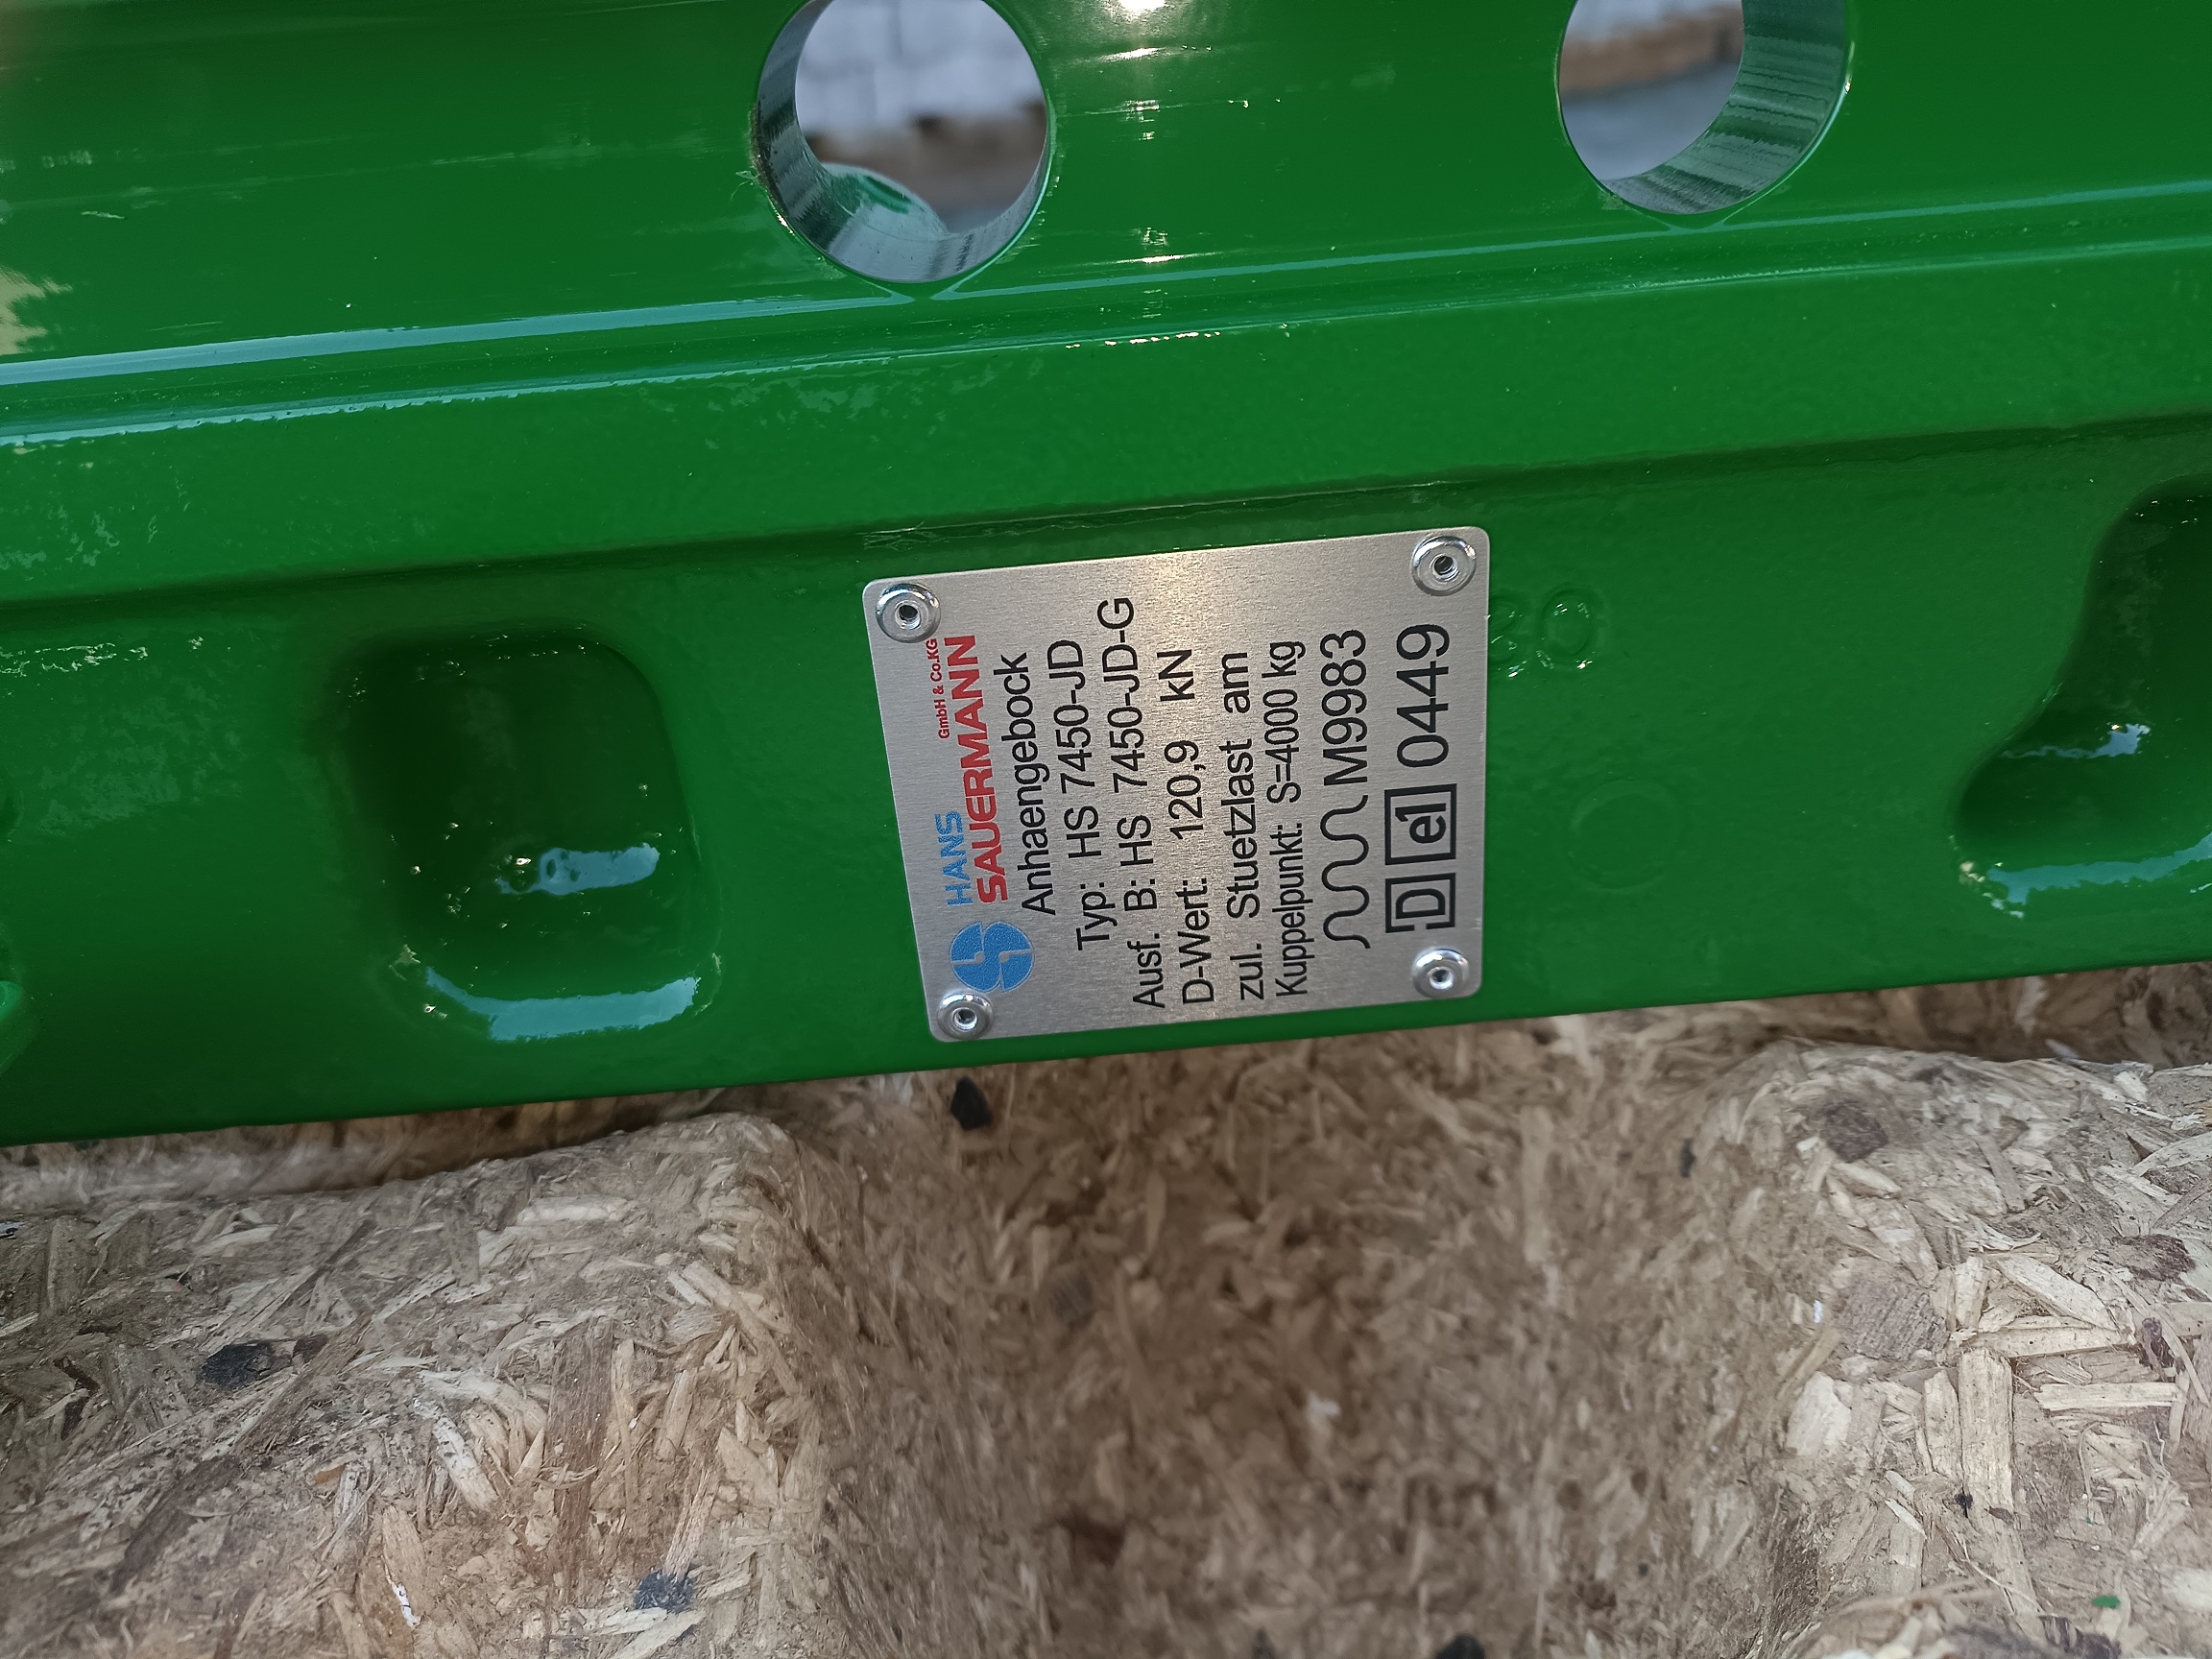 HANS
GmbH & Co.KG
SAUERMANN
Anhaengebock
Typ: HS 7450-JD
Ausf. B: HS 7450-JD-G
D-Wert: 120,9 kN
zul. Stuetzlast am
Kuppelpunkt: S=4000 kg
M9983
D e1 0449